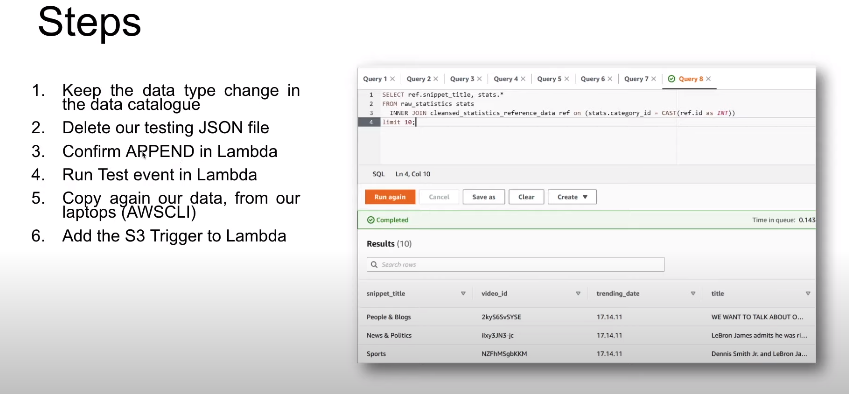 Steps
1. Keep the data type change in
the data catalogue
2. Delete our testing JSON file
3. Confirm APPEND in Lambda
4. Run Test event in Lambda
5. Copy again our data, from our
laptops (AWSCLI)
6. Add the S3 Trigger to Lambda
Query 1 Query 2 Query 3 Query 4 Query 5 Query 6 Query 7 Query 8
1 SELECT ref.snippet_title, stats.*
2 FROM raw_statistics stats
3 INNER JOIN cleansed_statistics_reference_data ref on (stats.category_id = CAST(ref.id as INT))
4 limit 10;
SQL Ln 4, Col 10
Run again Cancel Save as Clear Create
Completed Time in queue: 0.143
Results (10)
Search rows
snippet_title video_id trending_date title
People & Blogs 2kyS6SvSYSE 17.14.11 WE WANT TO TALK ABOUT O...
News & Politics iixy3JN3-jc 17.14.11 LeBron James admits he was ri...
Sports NZFhMSgbKKM 17.14.11 Dennis Smith Jr. and LeBron Ja...